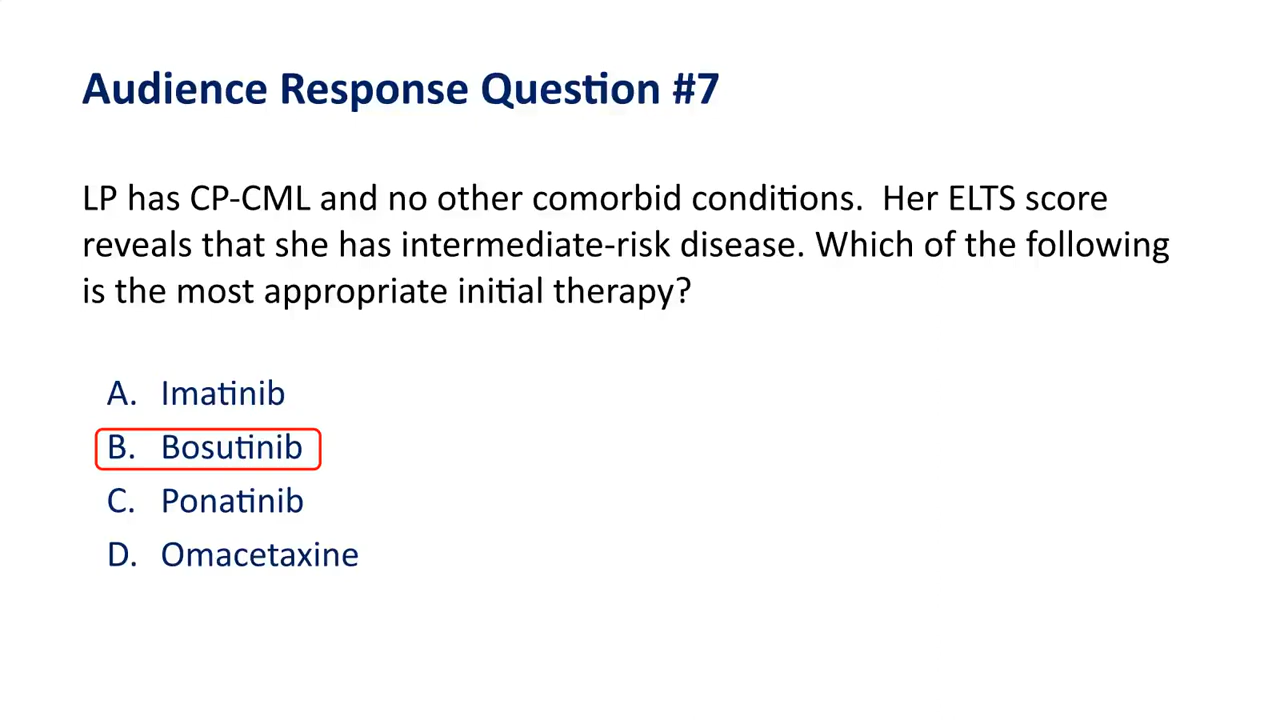 Audience Response Question #7
LP has CP-CML and no other comorbid conditions.  Her ELTS score
reveals that she has intermediate-risk disease. Which of the following
is the most appropriate initial therapy?
A. Imatinib
B. Bosutinib
C. Ponatinib
D. Omacetaxine